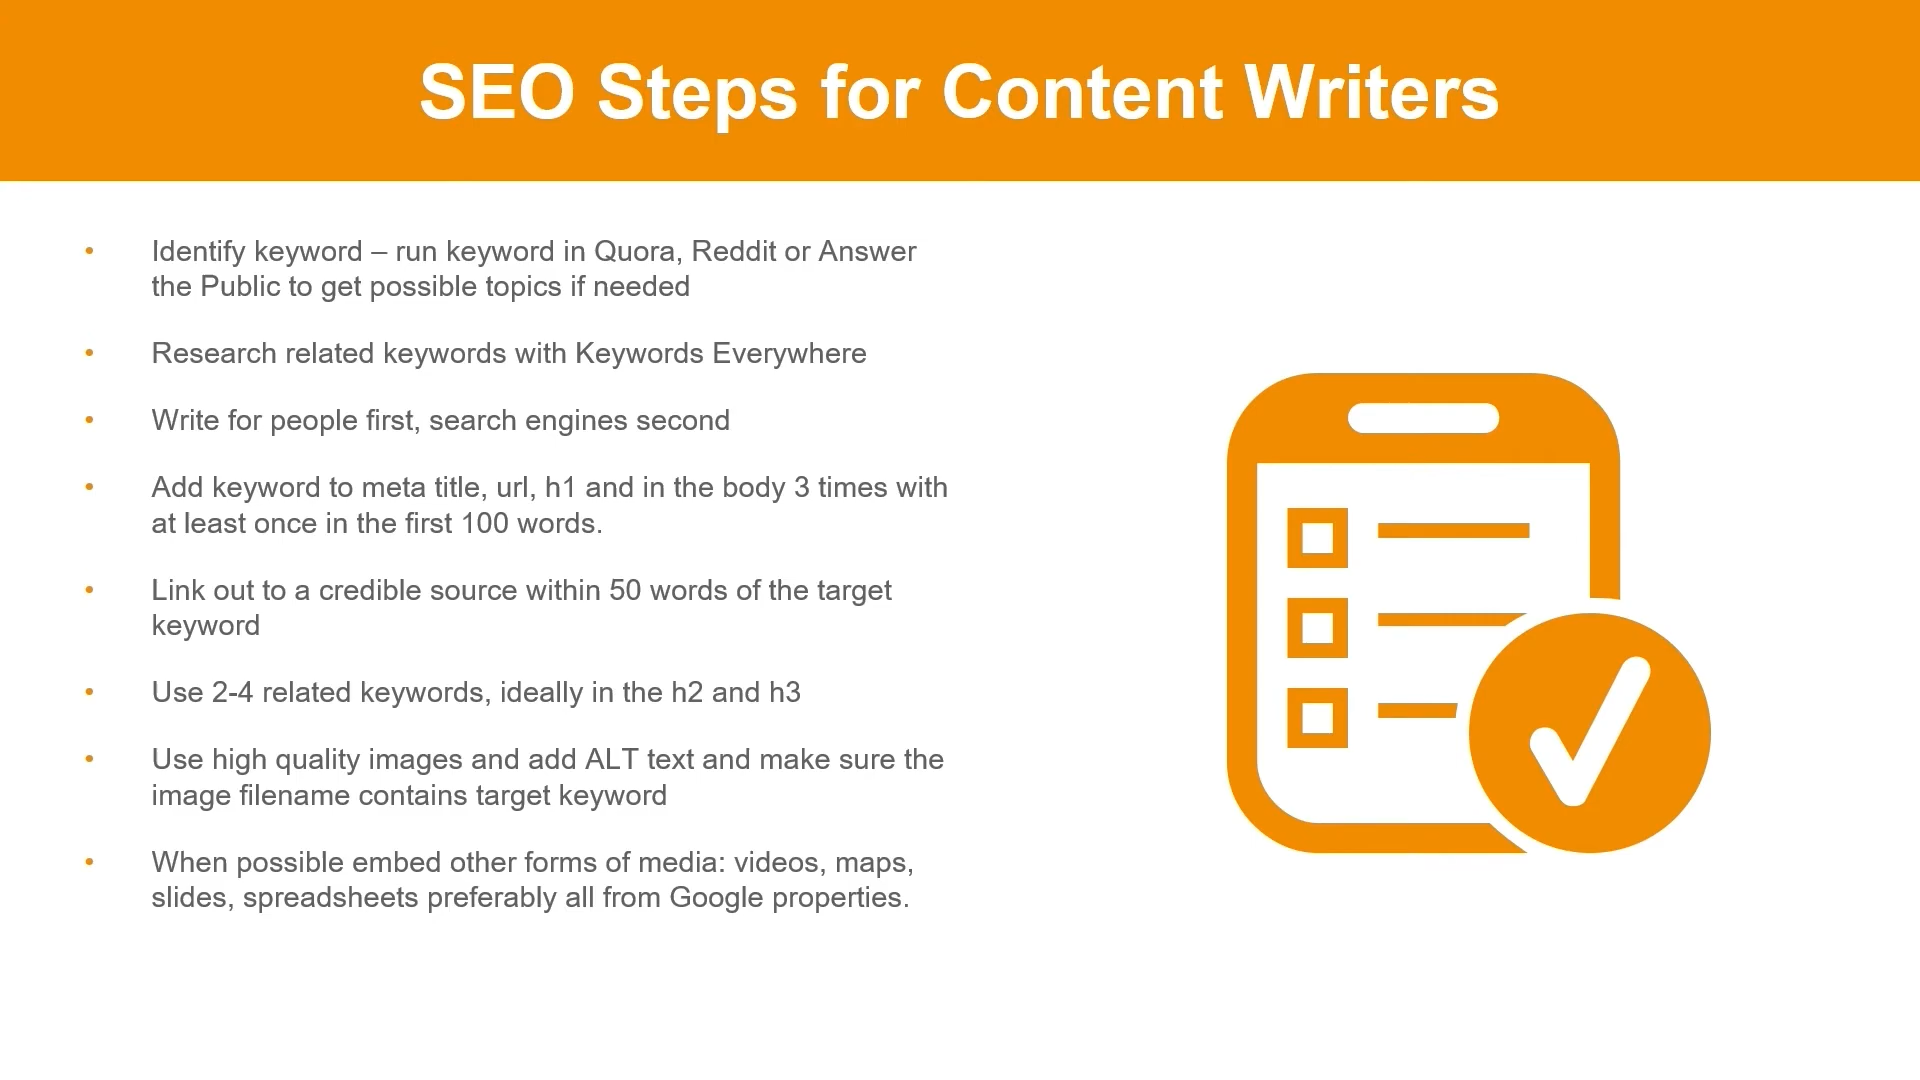 SEO Steps for Content Writers
• Identify keyword – run keyword in Quora, Reddit or Answer
the Public to get possible topics if needed
• Research related keywords with Keywords Everywhere
• Write for people first, search engines second
• Add keyword to meta title, url, h1 and in the body 3 times with
at least once in the first 100 words.
• Link out to a credible source within 50 words of the target
keyword
• Use 2-4 related keywords, ideally in the h2 and h3
• Use high quality images and add ALT text and make sure the
image filename contains target keyword
• When possible embed other forms of media: videos, maps,
slides, spreadsheets preferably all from Google properties.